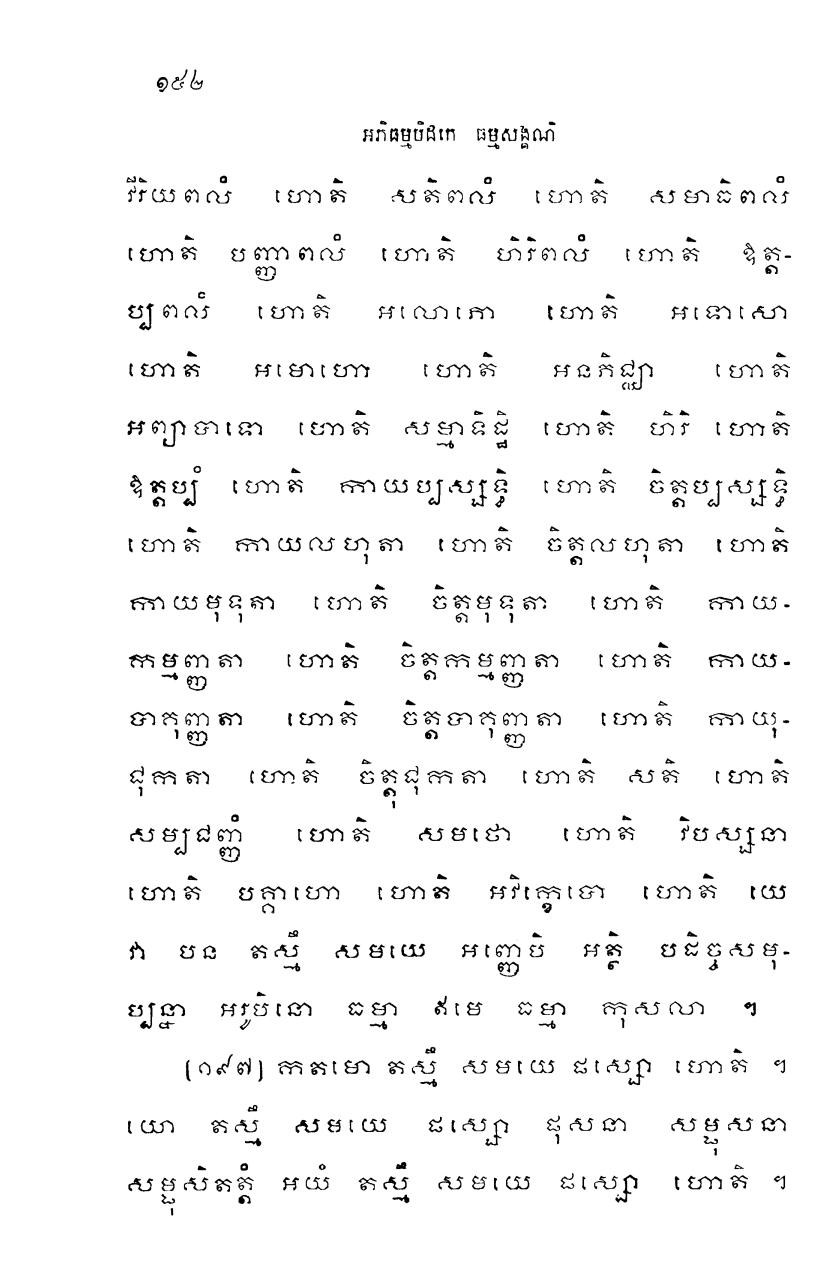 ១៥២
អភិធម្មបិដកេ ធម្មសង្គណិ
វីរិយពលំ ហោតិ សតិពលំ ហោតិ សមាធិពលំ
ហោតិ បញ្ញាពលំ ហោតិ ហិរិពលំ ហោតិ ឱត្ត-
ប្បពលំ ហោតិ អលោភោ ហោតិ អទោសោ
ហោតិ អមោហោ ហោតិ អនភិជ្ឈា ហោតិ
អព្យាបាទោ ហោតិ សម្មាទិដ្ឋិ ហោតិ ហិរិ ហោតិ
ឱត្តប្បំ ហោតិ កាយប្បស្សទ្ធិ ហោតិ ចិត្តប្បស្សទ្ធិ
ហោតិ កាយលហុតា ហោតិ ចិត្តលហុតា ហោតិ
កាយមុទុតា ហោតិ ចិត្តមុទុតា ហោតិ កាយ-
កម្មញ្ញតា ហោតិ ចិត្តកម្មញ្ញតា ហោតិ កាយ-
បាកុញ្ញតា ហោតិ ចិត្តបាកុញ្ញតា ហោតិ កាយុ-
ជុកតា ហោតិ ចិត្តុជុកតា ហោតិ សតិ ហោតិ
សម្បជញ្ញំ ហោតិ សមថោ ហោតិ វិបស្សនា
ហោតិ បគ្គាហោ ហោតិ អវិក្ខេបោ ហោតិ យេ
វា បន តស្មឹ សមយេ អញ្ញេបិ អត្ថិ បដិច្ចសមុ-
ប្បន្នា អរូបិនោ ធម្មា ឥមេ ធម្មា កុសលា ។
(១៩៧) កតមោ តស្មឹ សមយេ ផស្សោ ហោតិ ។
យោ តស្មឹ សមយេ ផស្សោ ផុសនា សម្ផុសនា
សម្ផុសិតត្តំ អយំ តស្មឹ សមយេ ផស្សោ ហោតិ ។